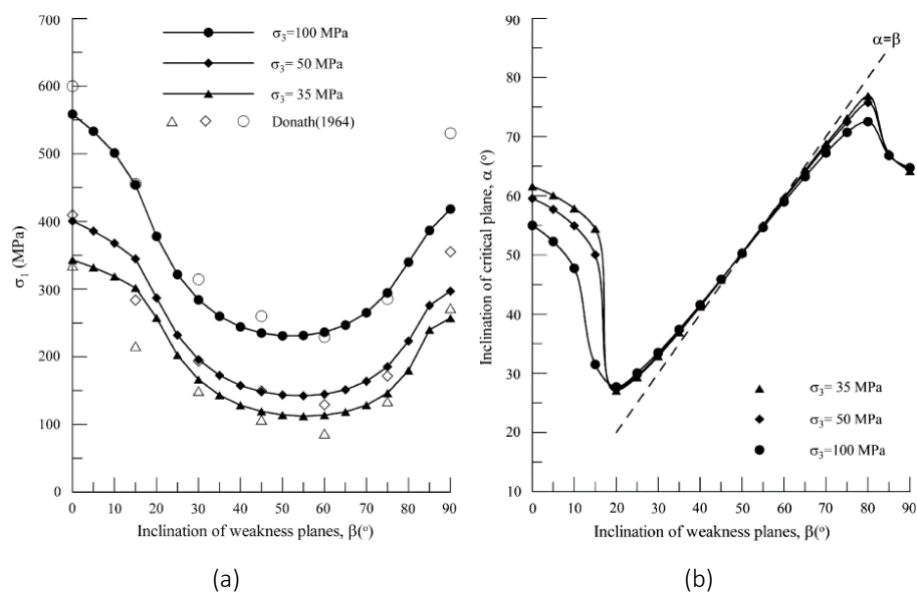 700
600
500
400
300
200
100
0
σ₁ (MPa)
σ₃=100 MPa
σ₃= 50 MPa
σ₃= 35 MPa
Donath(1964)
0 10 20 30 40 50 60 70 80 90
Inclination of weakness planes, β(°)
(a)
90
80
70
60
50
40
30
20
10
Inclination of critical plane, α (°)
α=β
σ₃= 35 MPa
σ₃= 50 MPa
σ₃=100 MPa
0 10 20 30 40 50 60 70 80 90
Inclination of weakness planes, β(°)
(b)